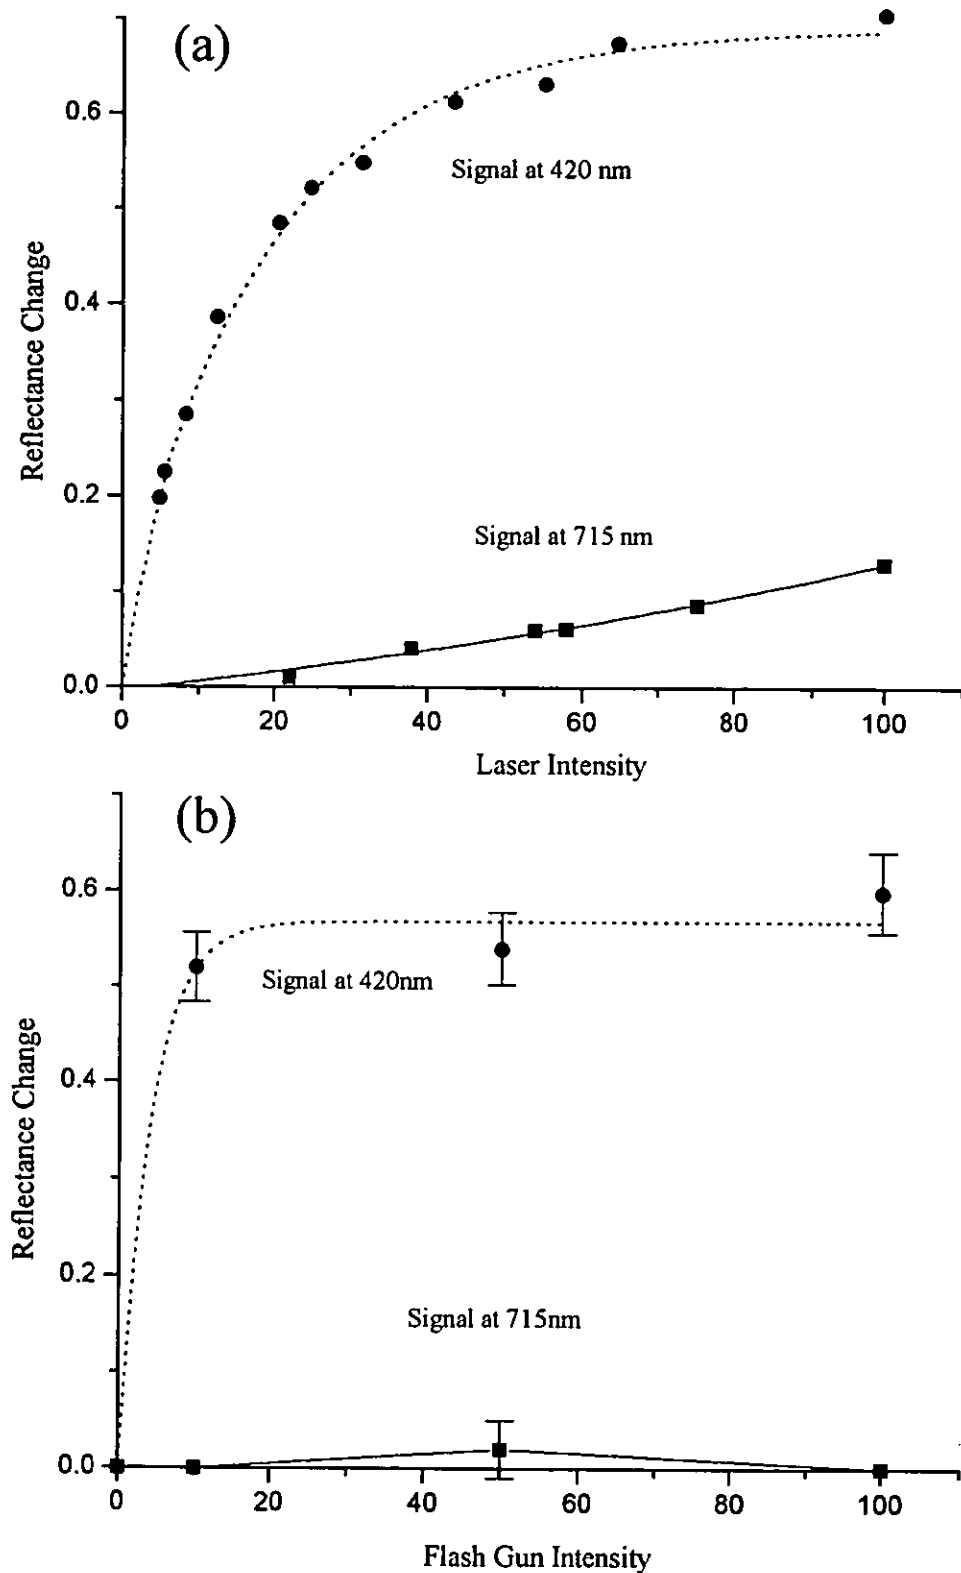 (a)
0.6
Signal at 420 nm
0.4
Reflectance Change
0.2
Signal at 715 nm
0.0
0 20 40 60 80 100
Laser Intensity
(b)
0.6
Signal at 420nm
0.4
Reflectance Change
0.2
Signal at 715nm
0.0
0 20 40 60 80 100
Flash Gun Intensity